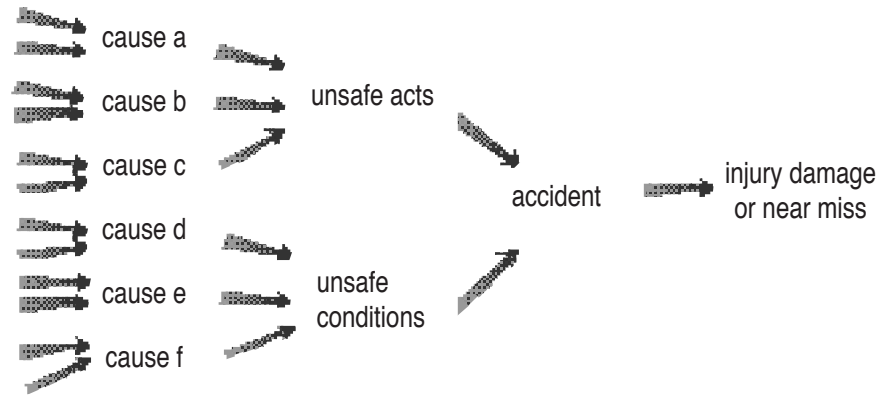 cause a
cause b
cause c
cause d
cause e
cause f
unsafe acts
unsafe
conditions
accident
injury damage
or near miss